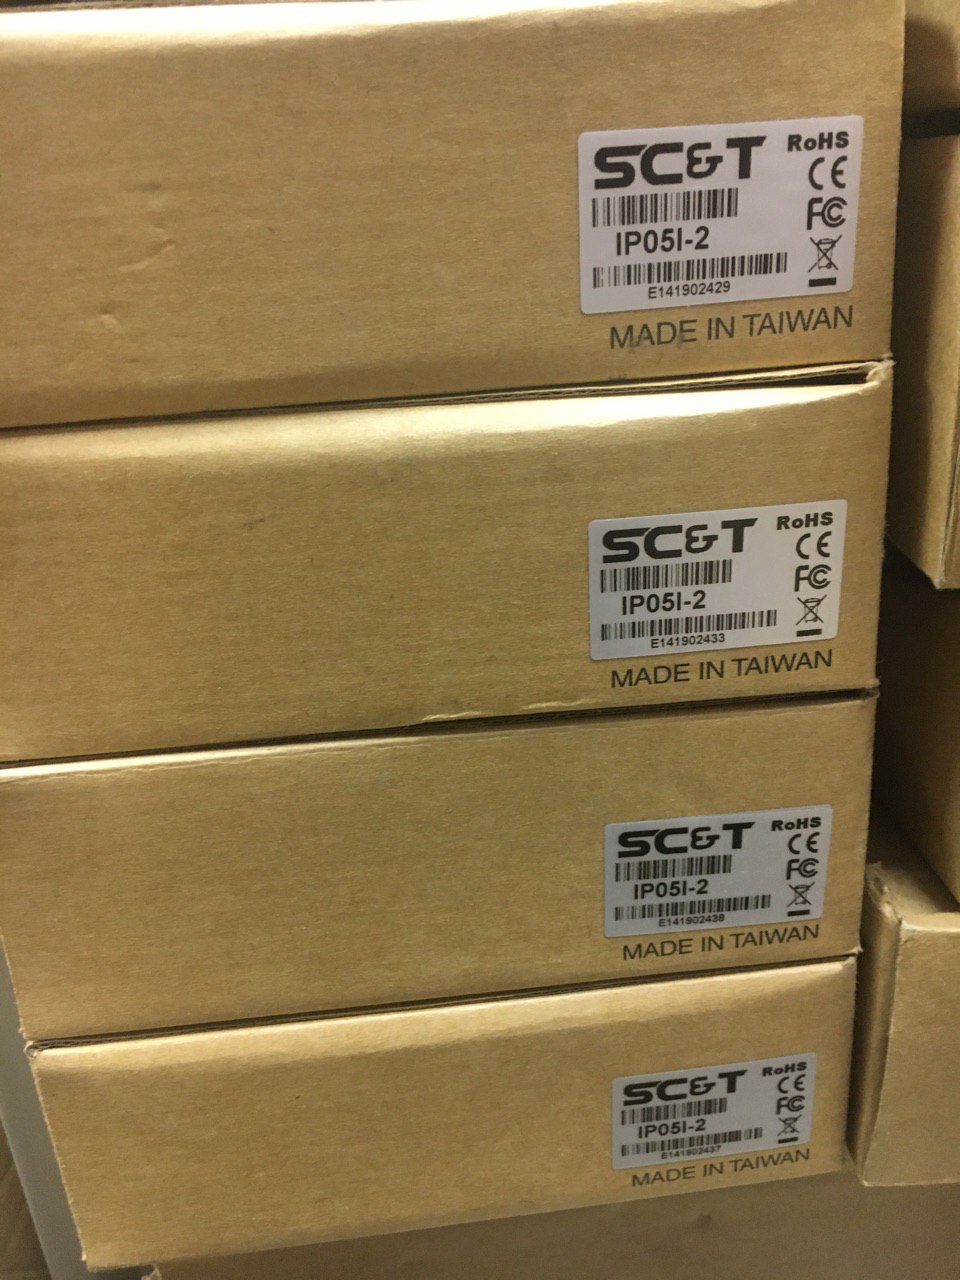 SC&T RoHS
CE
FC
IP05I-2
E141902429
MADE IN TAIWAN
SC&T RoHS
CE
FC
IP05I-2
E141902433
MADE IN TAIWAN
SC&T RoHS
CE
FC
IP05I-2
E141902438
MADE IN TAIWAN
SC&T RoHS
CE
FC
IP05I-2
E141902437
MADE IN TAIWAN